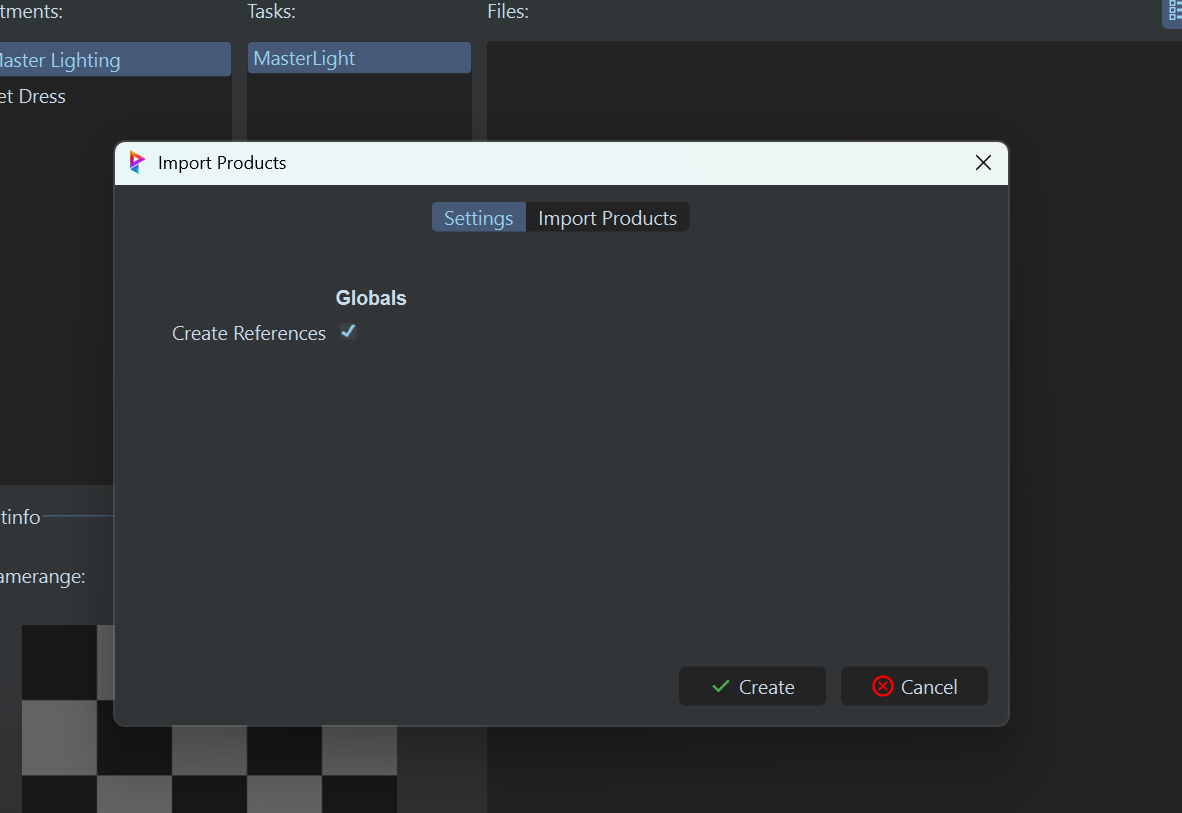 tments:
Tasks:
Files:
aster Lighting
MasterLight
et Dress
Import Products
Settings
Import Products
Globals
Create References
tinfo
amerange:
Create
Cancel